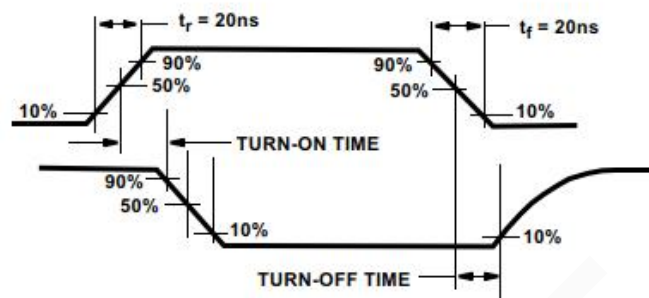 tr = 20ns
tf = 20ns
90%
90%
50%
50%
10%
10%
TURN-ON TIME
90%
50%
10%
10%
TURN-OFF TIME